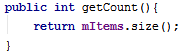 public int getCount(){
return mItems.size();
}